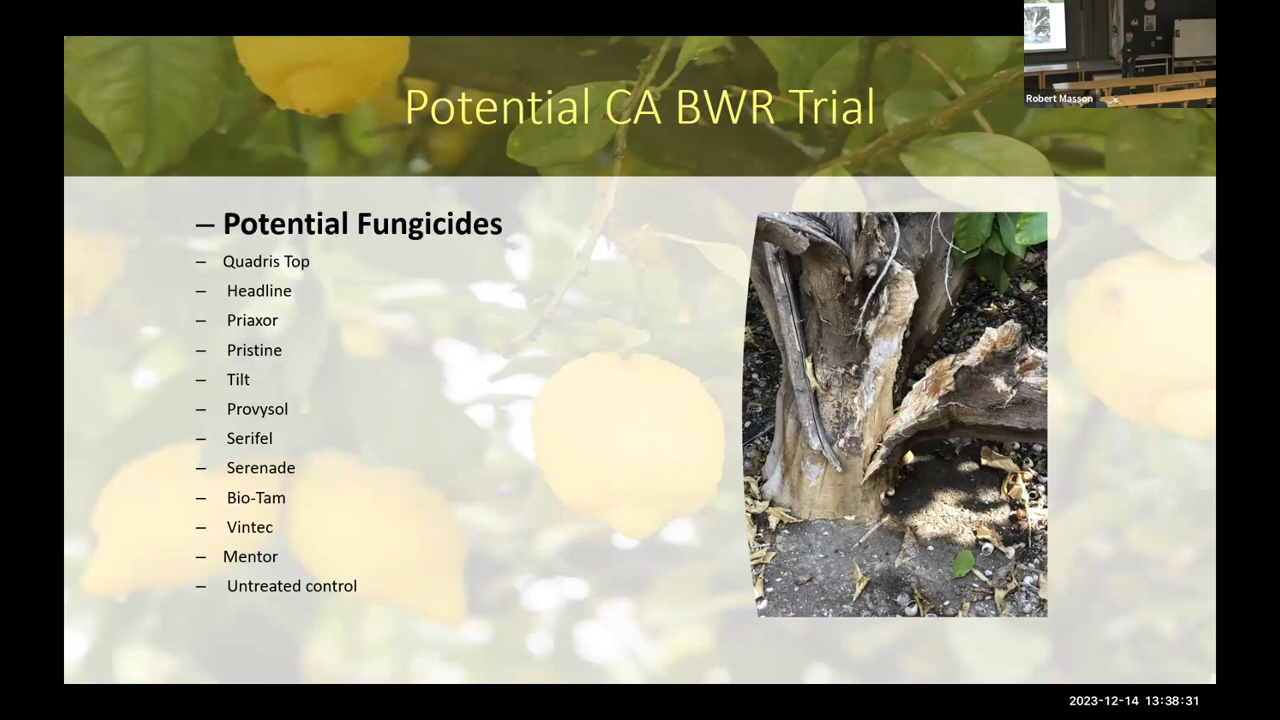 Potential CA BWR Trial
Robert Masson
– Potential Fungicides
– Quadris Top
– Headline
– Priaxor
– Pristine
– Tilt
– Provysol
– Serifel
– Serenade
– Bio-Tam
– Vintec
– Mentor
– Untreated control
2023-12-14 13:38:31